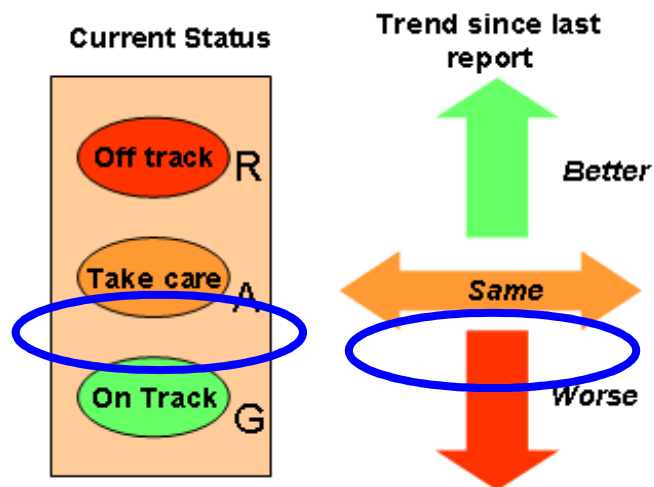 Current Status
Off track R
Take care A
On Track G
Trend since last
report
Better
Same
Worse